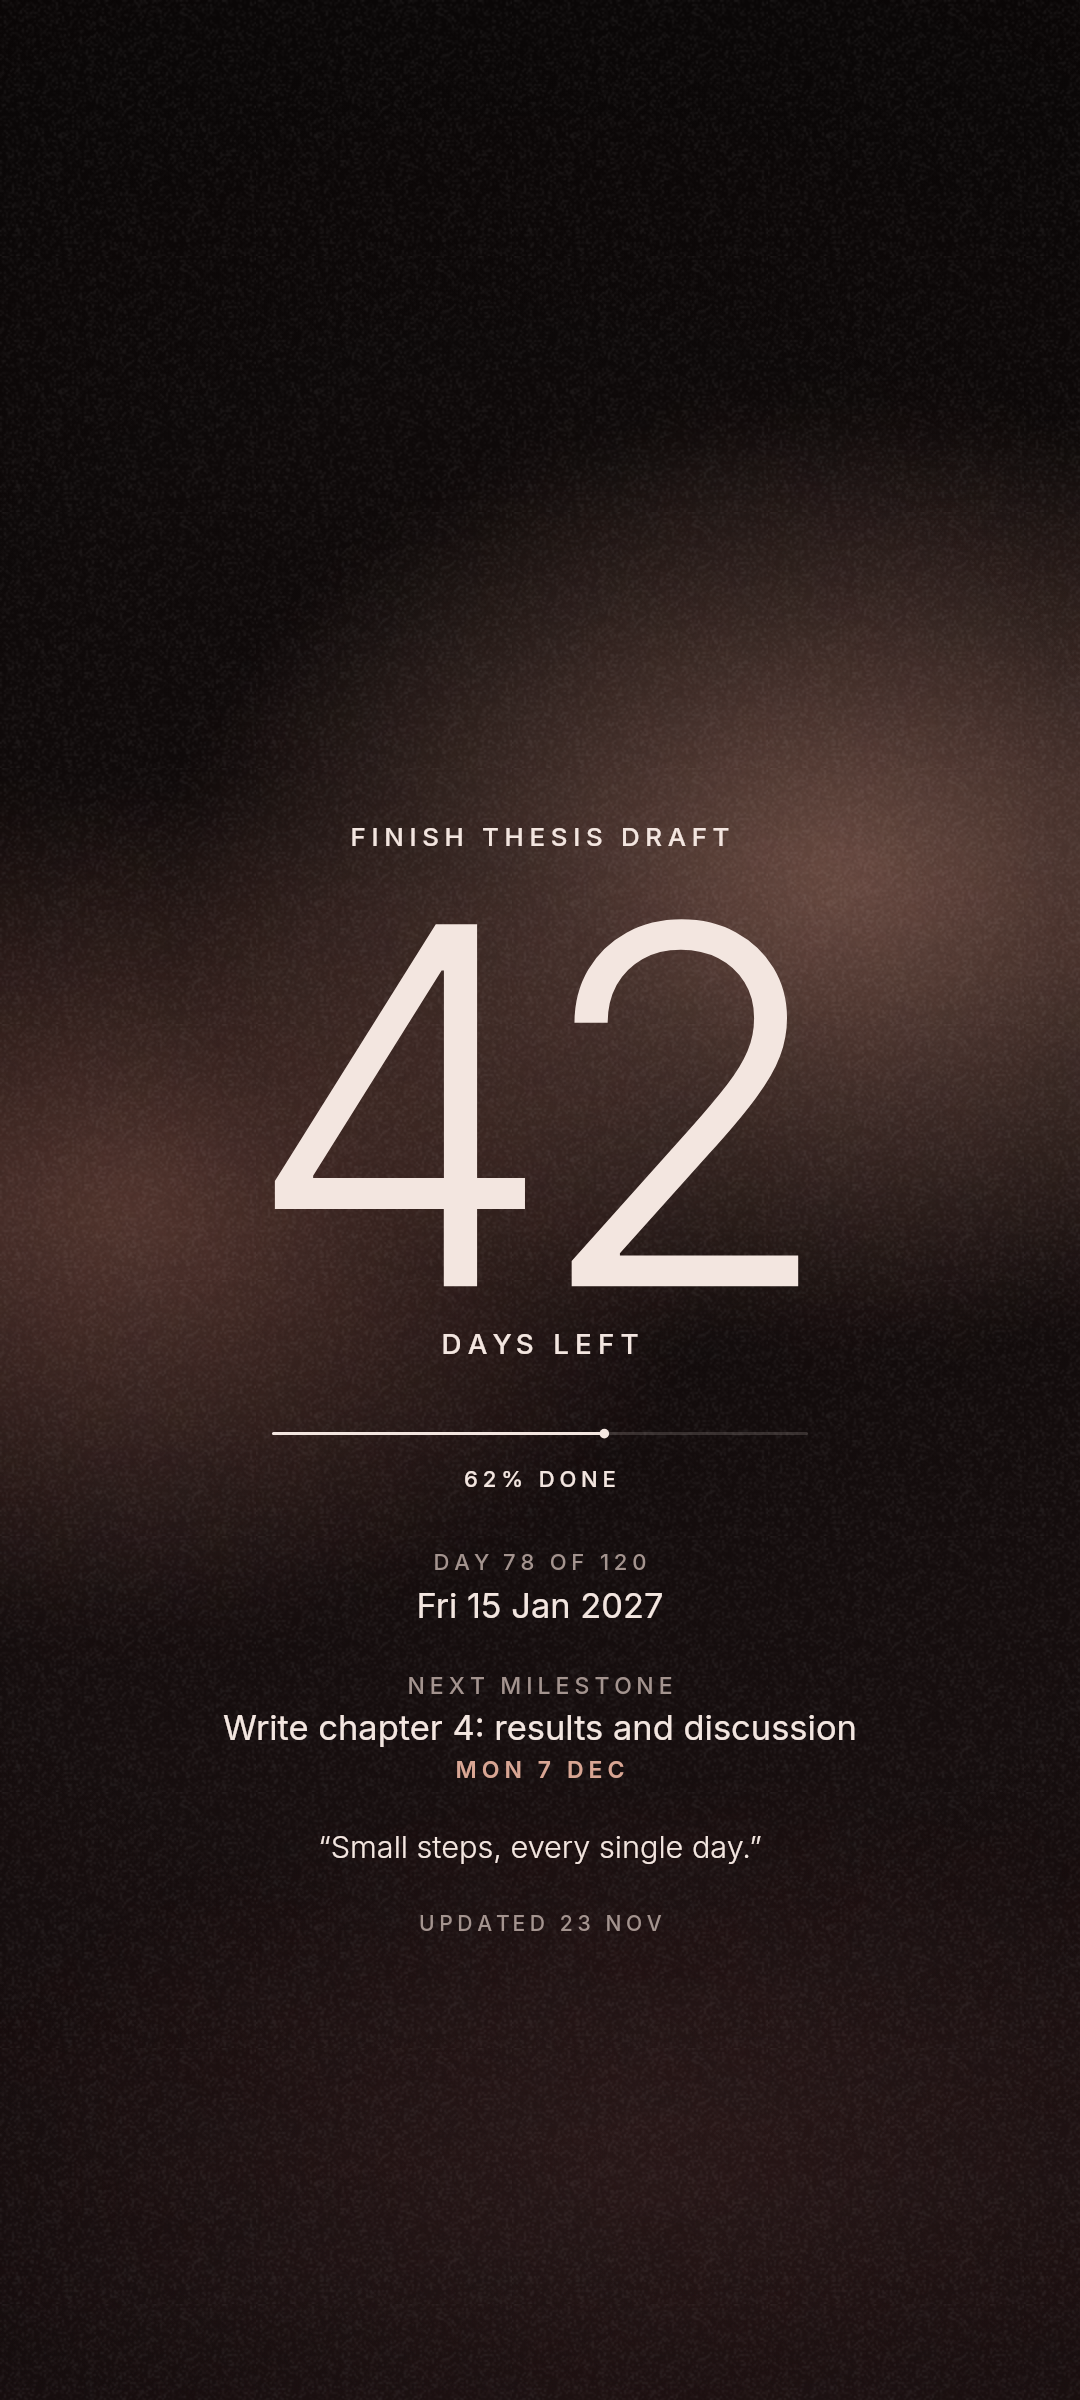 FINISH THESIS DRAFT
42
DAYS LEFT
62% DONE
DAY 78 OF 120
Fri 15 Jan 2027
NEXT MILESTONE
Write chapter 4: results and discussion
MON 7 DEC
“Small steps, every single day.”
UPDATED 23 NOV